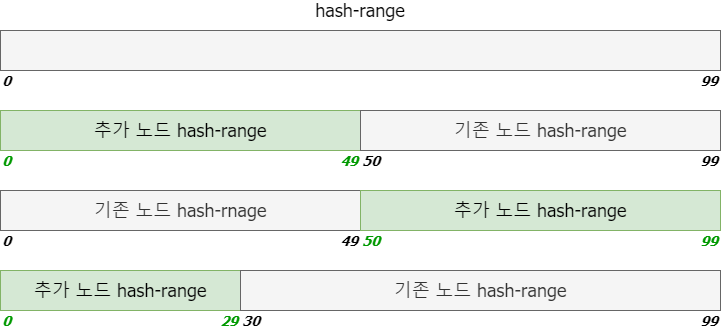 hash-range
0 99
추가 노드 hash-range 기존 노드 hash-range
0 49 50 99
기존 노드 hash-rnage 추가 노드 hash-range
0 49 50 99
추가 노드 hash-range 기존 노드 hash-range
0 29 30 99